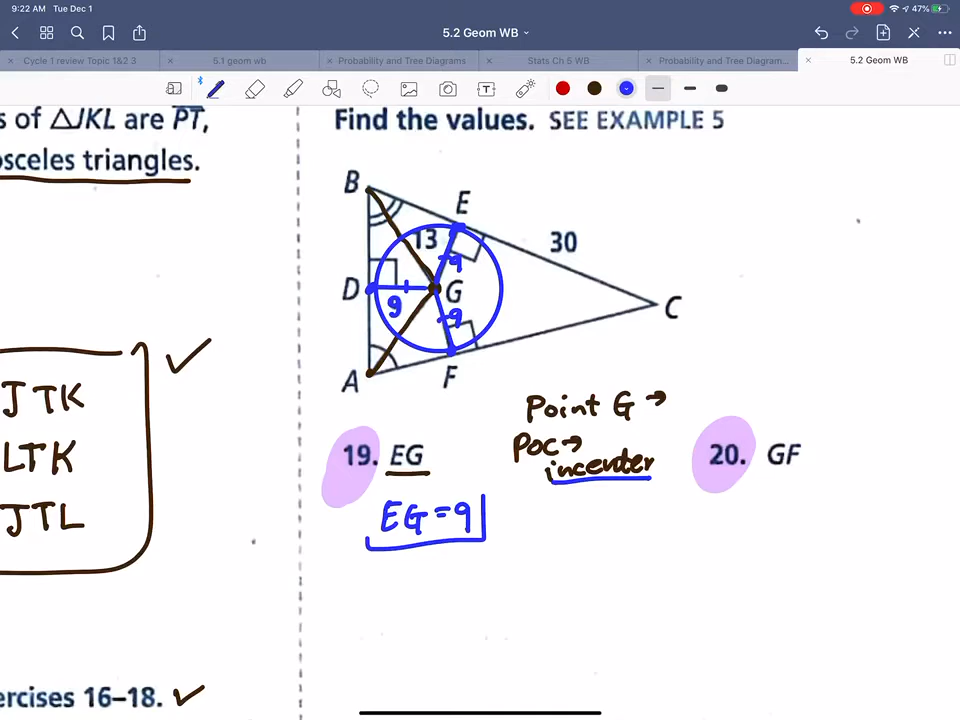 9:22 AM Tue Dec 1
47%
5.2 Geom WB
Cycle 1 review Topic 1&2 3
5.1 geom wb
Probability and Tree Diagrams
Stats Ch 5 WB
Probability and Tree Diagram...
5.2 Geom WB
s of △JKL are PT,
osceles triangles.
JTK
LTK
JTL
ercises 16–18. ✓
Find the values. SEE EXAMPLE 5
B
E
13
30
9
D
G
9
9
C
A
F
Point G →
POC →
incenter
19. EG
EG = 9
20. GF